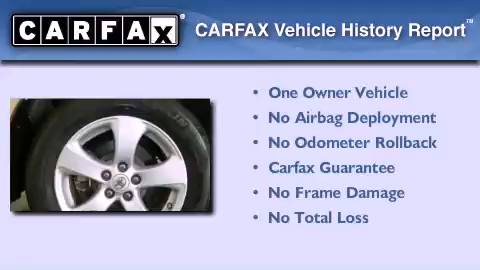 CARFAX® CARFAX Vehicle History Report™
• One Owner Vehicle
• No Airbag Deployment
• No Odometer Rollback
• Carfax Guarantee
• No Frame Damage
• No Total Loss